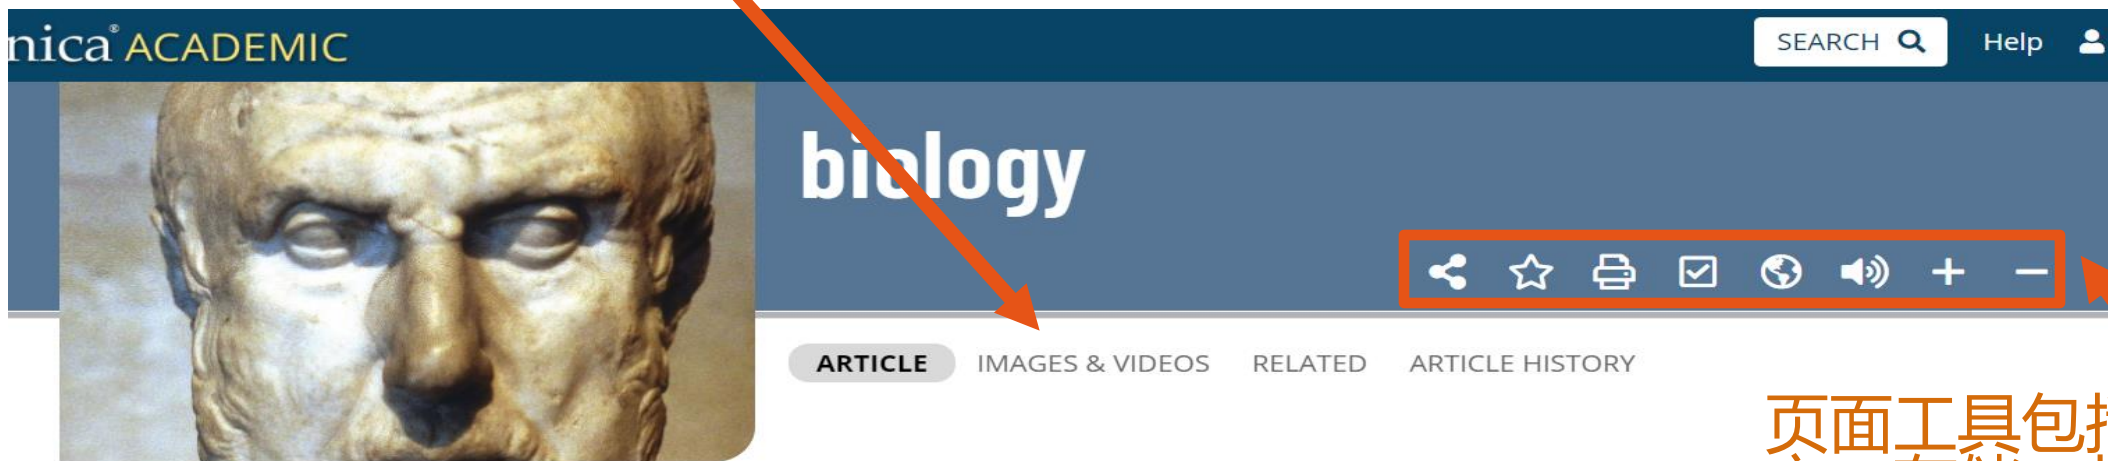 nica® ACADEMIC
SEARCH
Help
biology
ARTICLE IMAGES & VIDEOS RELATED ARTICLE HISTORY
页面工具包